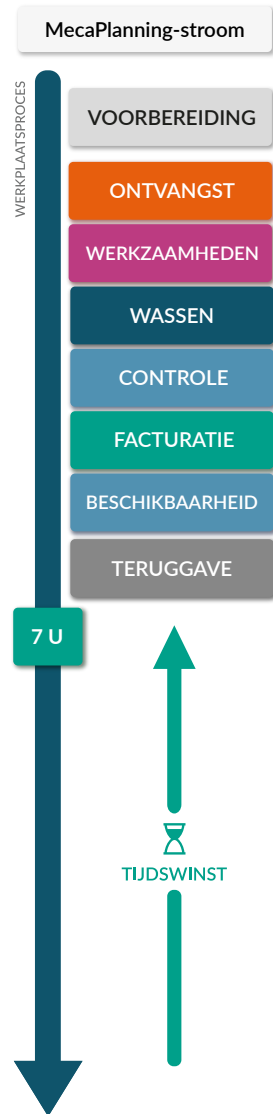 MecaPlanning-stroom
WERKPLAATSPROCES
VOORBEREIDING
ONTVANGST
WERKZAAMHEDEN
WASSEN
CONTROLE
FACTURATIE
BESCHIKBAARHEID
TERUGGAVE
7 U
TIJDSWINST